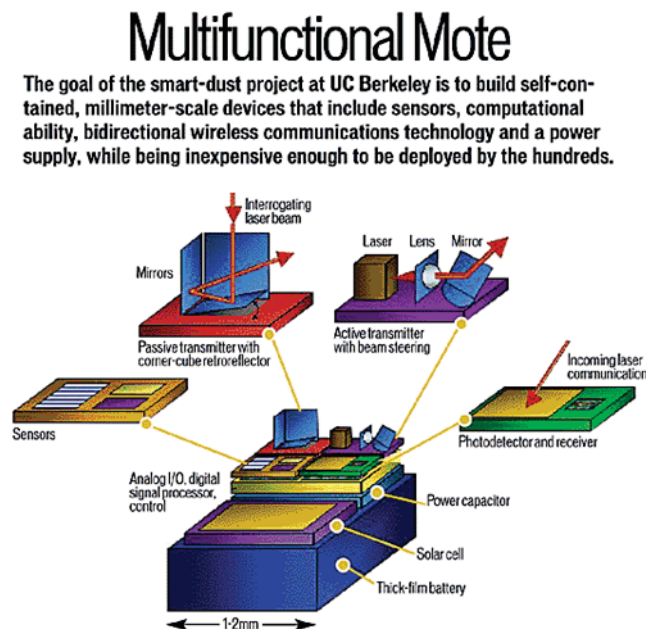 Multifunctional Mote
The goal of the smart-dust project at UC Berkeley is to build self-con-
tained, millimeter-scale devices that include sensors, computational
ability, bidirectional wireless communications technology and a power
supply, while being inexpensive enough to be deployed by the hundreds.
Interrogating
laser beam
Mirrors
Passive transmitter with
corner-cube retroreflector
Laser
Lens
Mirror
Active transmitter
with beam steering
Incoming laser
communication
Sensors
Photodetector and receiver
Analog I/O, digital
signal processor,
control
Power capacitor
Solar cell
Thick-film battery
1-2mm